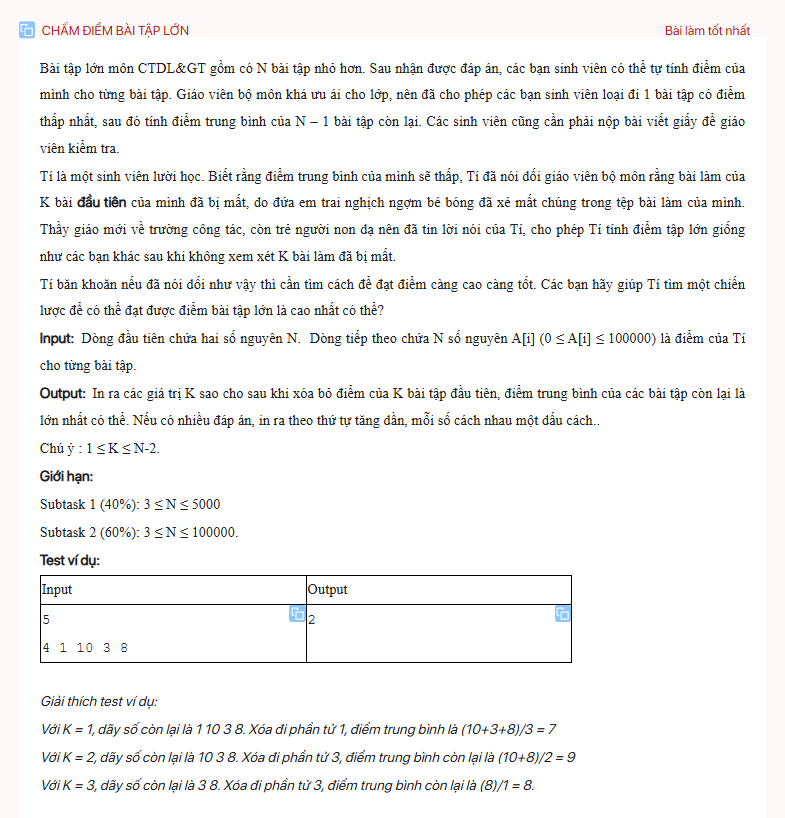 CHẤM ĐIỂM BÀI TẬP LỚN
Bài làm tốt nhất
Bài tập lớn môn CTDL&GT gồm có N bài tập nhỏ hơn. Sau nhận được đáp án, các bạn sinh viên có thể tự tính điểm của
mình cho từng bài tập. Giáo viên bộ môn khá ưu ái cho lớp, nên đã cho phép các bạn sinh viên loại đi 1 bài tập có điểm
thấp nhất, sau đó tính điểm trung bình của N – 1 bài tập còn lại. Các sinh viên cũng cần phải nộp bài viết giấy để giáo
viên kiểm tra.
Tí là một sinh viên lười học. Biết rằng điểm trung bình của mình sẽ thấp, Tí đã nói dối giáo viên bộ môn rằng bài làm của
K bài đầu tiên của mình đã bị mất, do đứa em trai nghịch ngợm bé bỏng đã xé mất chúng trong tệp bài làm của mình.
Thầy giáo mới về trường công tác, còn trẻ người non dạ nên đã tin lời nói của Tí, cho phép Tí tính điểm tập lớn giống
như các bạn khác sau khi không xem xét K bài làm đã bị mất.
Tí băn khoăn nếu đã nói dối như vậy thì cần tìm cách để đạt điểm càng cao càng tốt. Các bạn hãy giúp Tí tìm một chiến
lược để có thể đạt được điểm bài tập lớn là cao nhất có thể?
Input: Dòng đầu tiên chứa hai số nguyên N. Dòng tiếp theo chứa N số nguyên A[i] (0 ≤ A[i] ≤ 100000) là điểm của Tí
cho từng bài tập.
Output: In ra các giá trị K sao cho sau khi xóa bỏ điểm của K bài tập đầu tiên, điểm trung bình của các bài tập còn lại là
lớn nhất có thể. Nếu có nhiều đáp án, in ra theo thứ tự tăng dần, mỗi số cách nhau một dấu cách..
Chú ý : 1 ≤ K ≤ N-2.
Giới hạn:
Subtask 1 (40%): 3 ≤ N ≤ 5000
Subtask 2 (60%): 3 ≤ N ≤ 100000.
Test ví dụ:
Input
Output
5
4 1 10 3 8
2
Giải thích test ví dụ:
Với K = 1, dãy số còn lại là 1 10 3 8. Xóa đi phần tử 1, điểm trung bình là (10+3+8)/3 = 7
Với K = 2, dãy số còn lại là 10 3 8. Xóa đi phần tử 3, điểm trung bình còn lại là (10+8)/2 = 9
Với K = 3, dãy số còn lại là 3 8. Xóa đi phần tử 3, điểm trung bình còn lại là (8)/1 = 8.